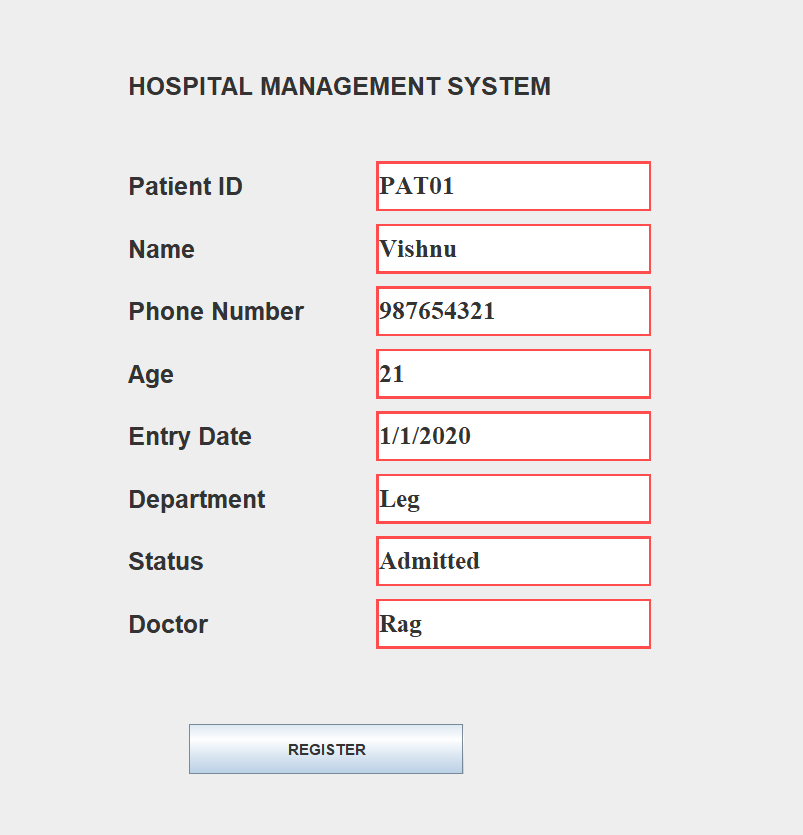 HOSPITAL MANAGEMENT SYSTEM
Patient ID PAT01
Name Vishnu
Phone Number 987654321
Age 21
Entry Date 1/1/2020
Department Leg
Status Admitted
Doctor Rag
REGISTER